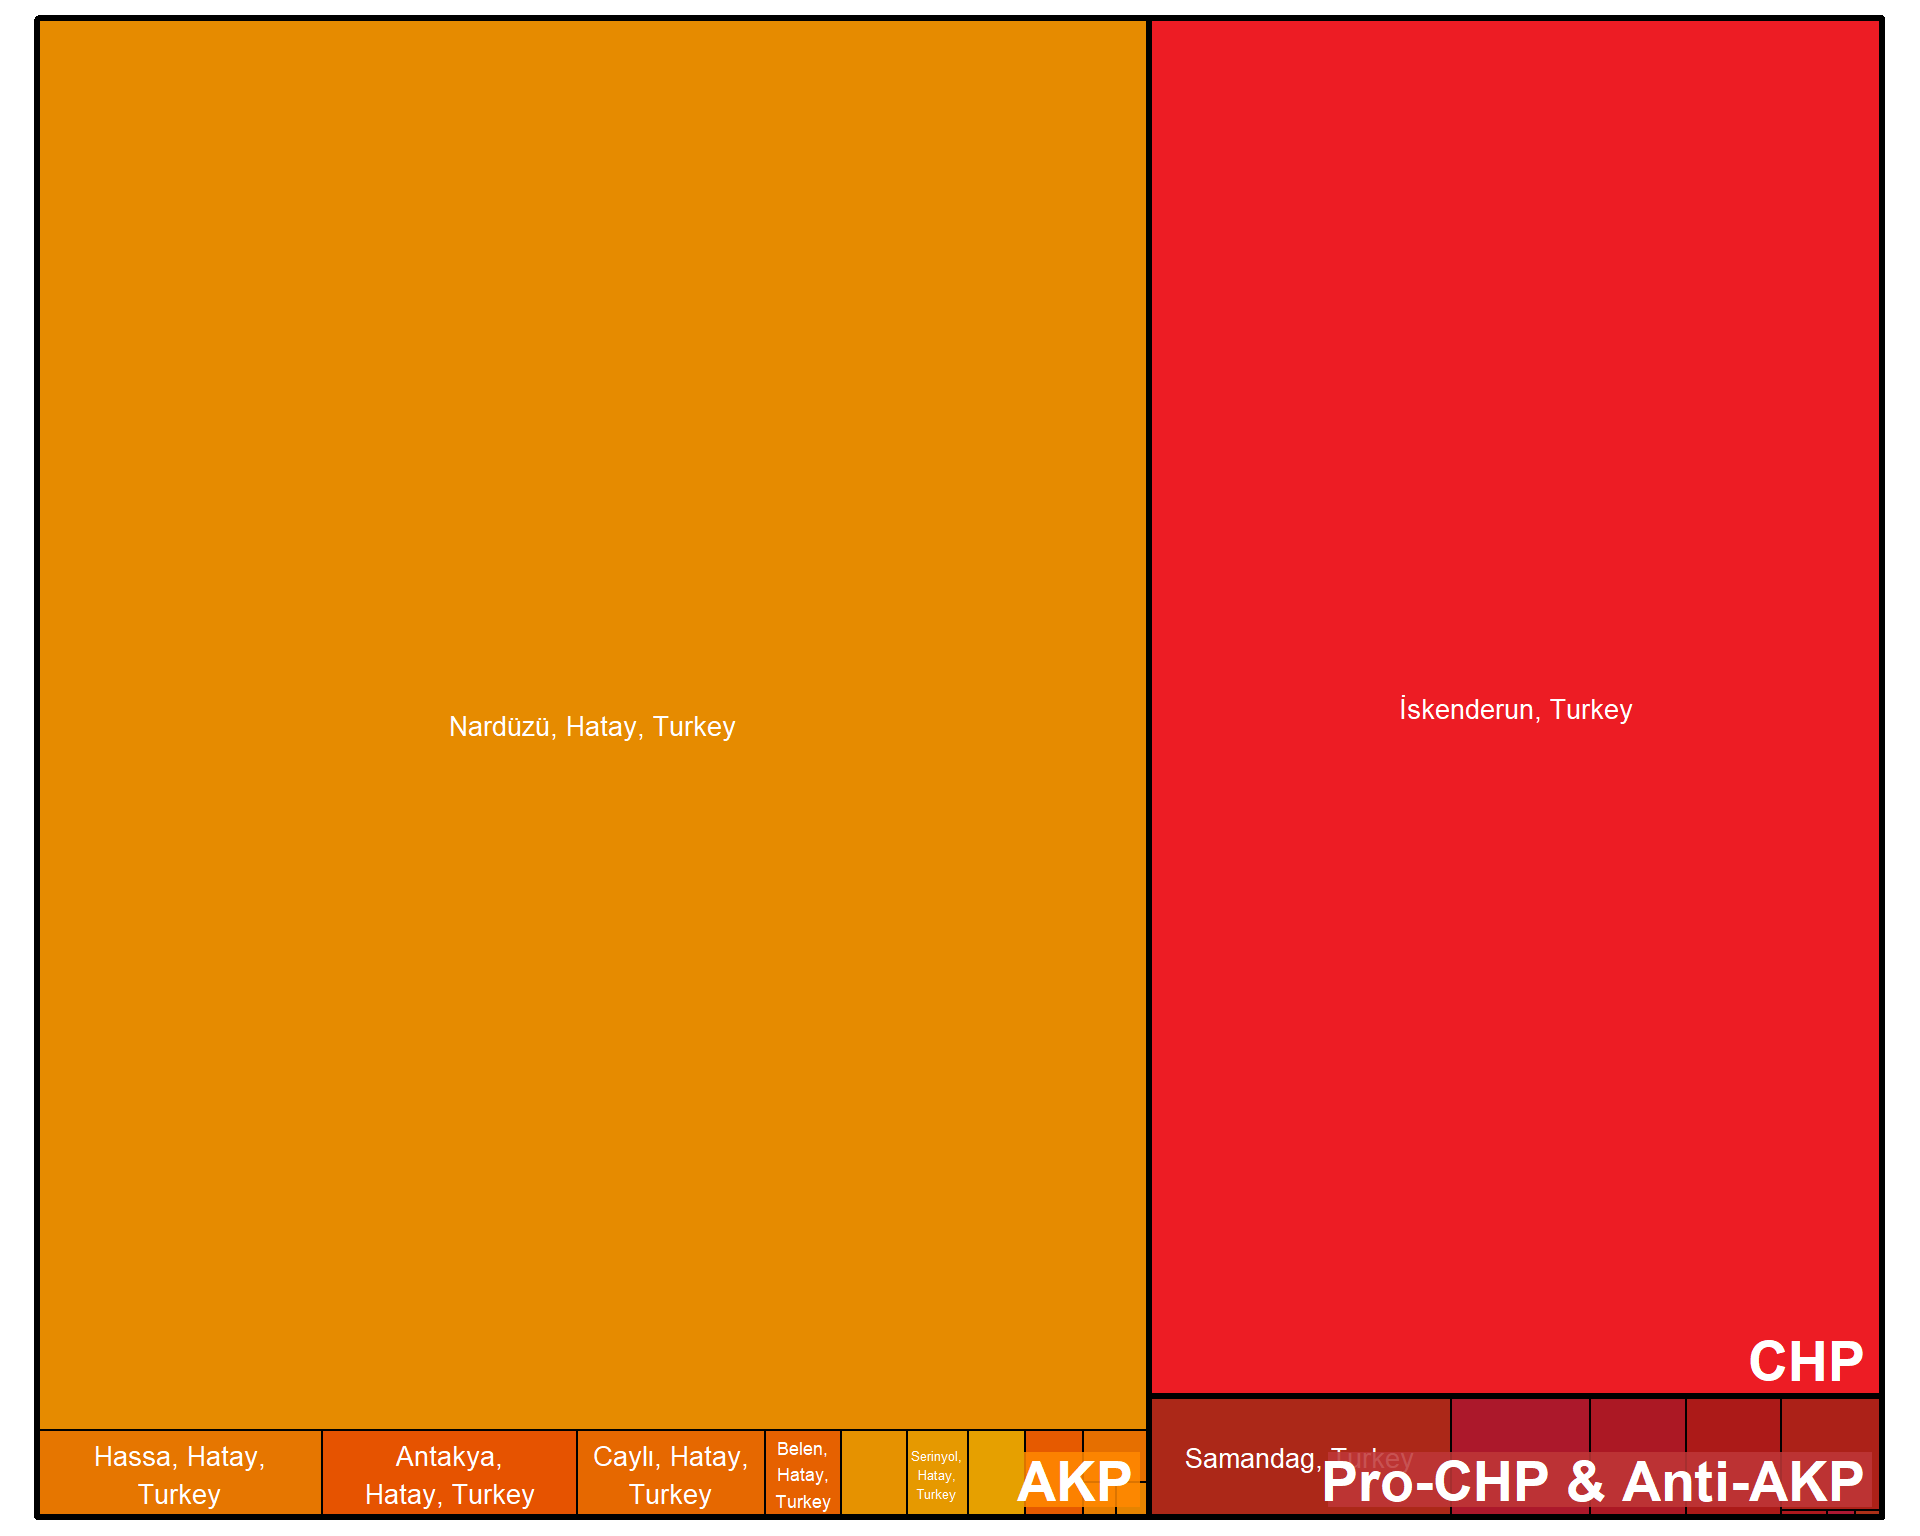 Nardüzü, Hatay, Turkey
İskenderun, Turkey
CHP
Hassa, Hatay,
Turkey
Antakya,
Hatay, Turkey
Caylı, Hatay,
Turkey
Belen,
Hatay,
Turkey
Serinyol,
Hatay,
Turkey
AKP
Samandag, Turkey
Pro-CHP & Anti-AKP